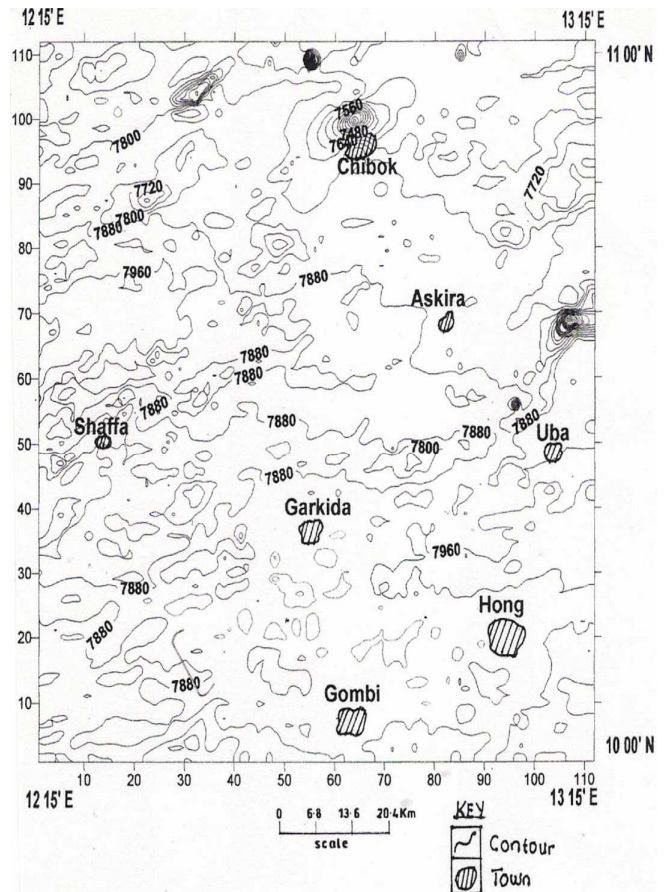 12 15' E
13 15' E
110
11 00' N
100
7560
7480
7640
7800
Chibok
90
7720
7720
7800
7880
80
7960
7880
70
Askira
60
7880
7880
7880
7880
Shaffa
50
7880
7880
7800
Uba
7880
40
Garkida
7960
30
7880
Hong
20
7880
7880
10
Gombi
10 00' N
10 20 30 40 50 60 70 80 90 100 110
12 15' E
13 15' E
0 6·8 13·6 20·4 Km
scale
KEY
Contour
Town